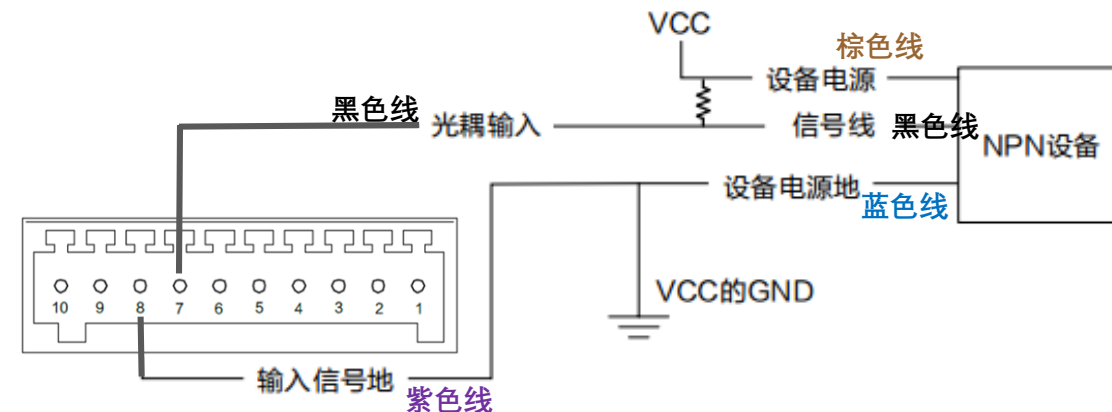 VCC
棕色线
设备电源
黑色线
光耦输入
信号线
黑色线
NPN设备
设备电源地
蓝色线
VCC的GND
10 9 8 7 6 5 4 3 2 1
输入信号地
紫色线